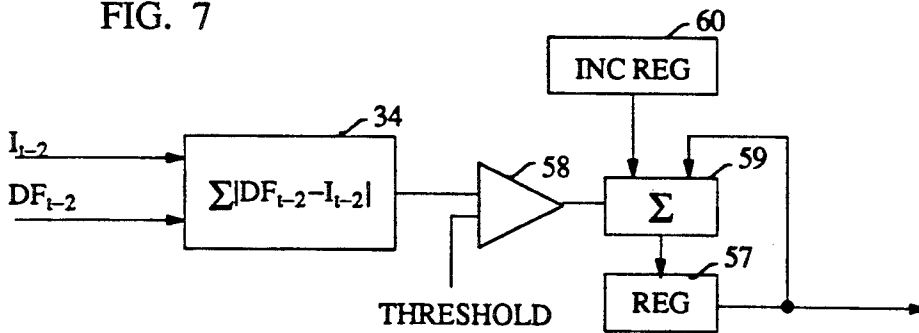 FIG. 7
60
INC REG
34
I_{t-2}
DF_{t-2}
∑|DF_{t-2}-I_{t-2}|
58
59
Σ
57
REG
THRESHOLD